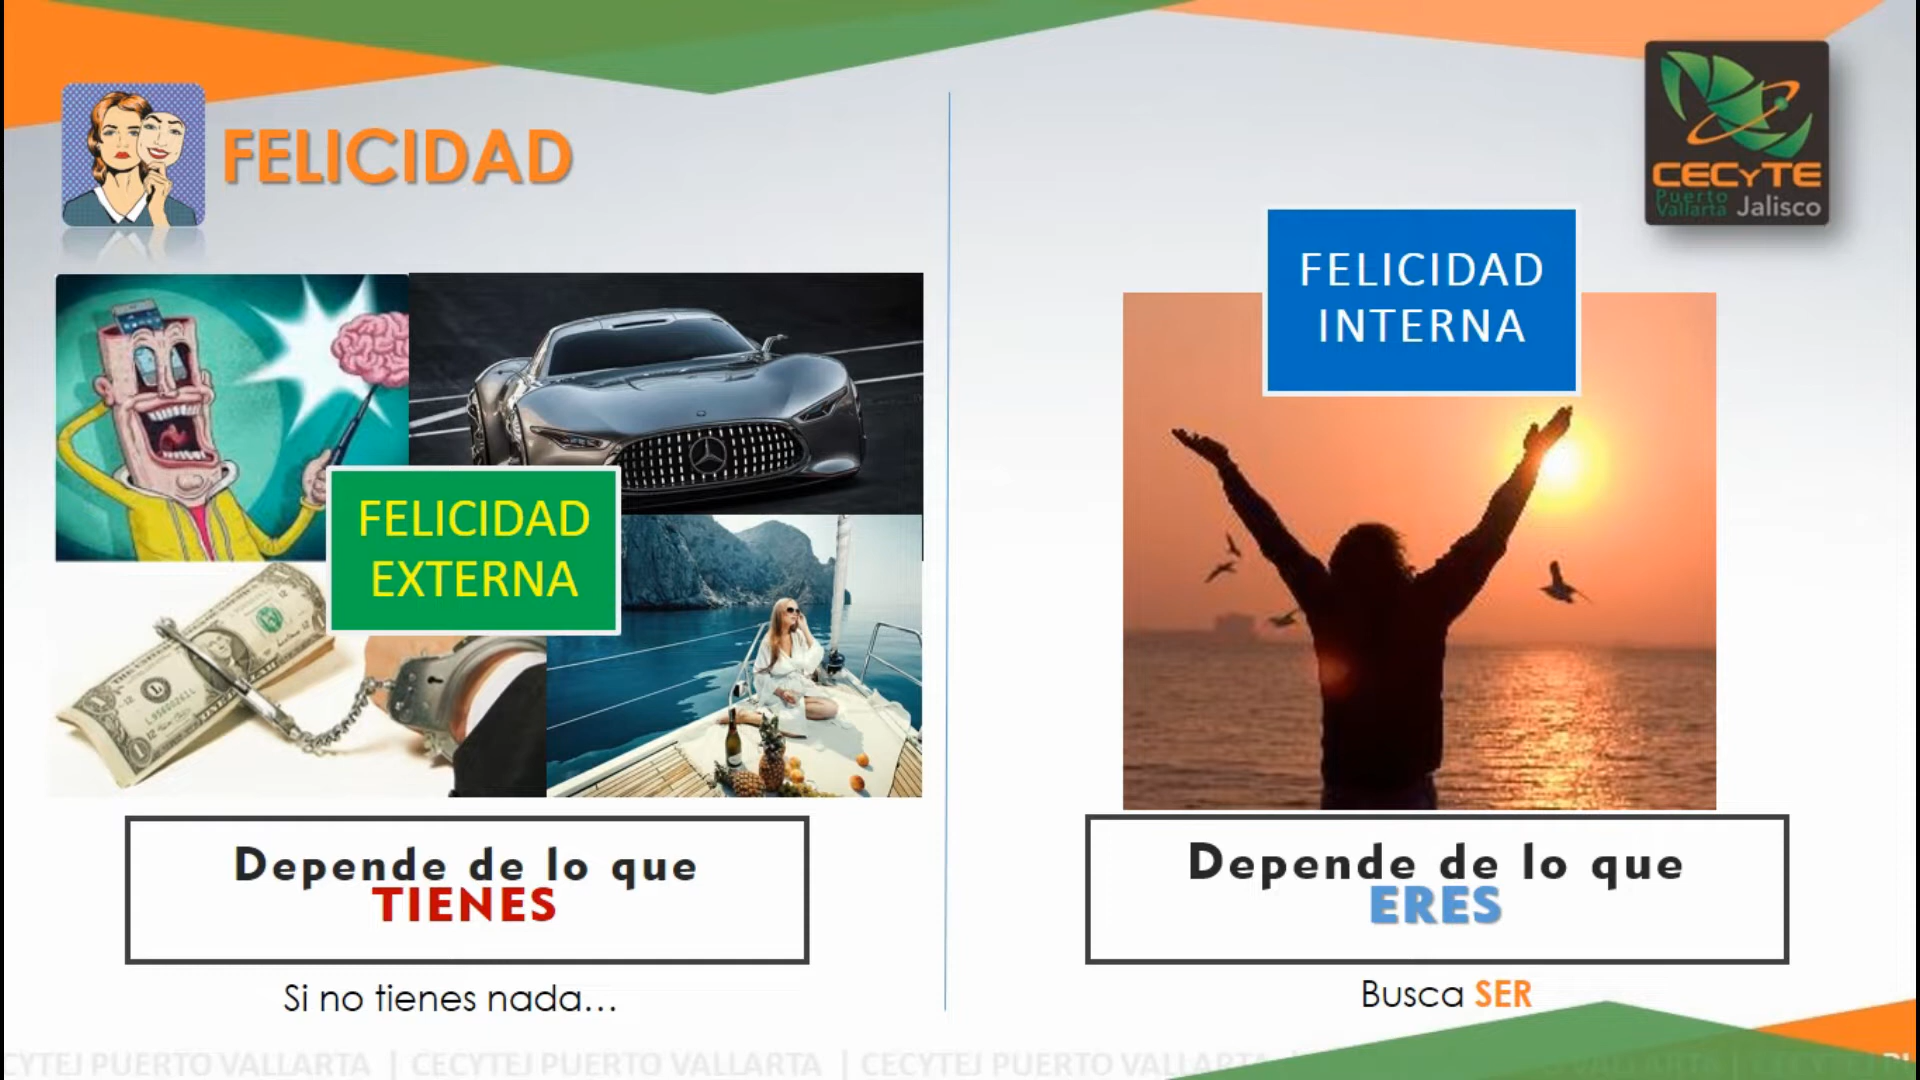 FELICIDAD
CECyTE
Puerto
Vallarta Jalisco
FELICIDAD
EXTERNA
Depende de lo que
TIENES
Si no tienes nada...
FELICIDAD
INTERNA
Depende de lo que
ERES
Busca SER
CYTEJ PUERTO VALLARTA | CECYTEJ PUERTO VALLARTA | CECYTEJ PUERTO VALLARTA